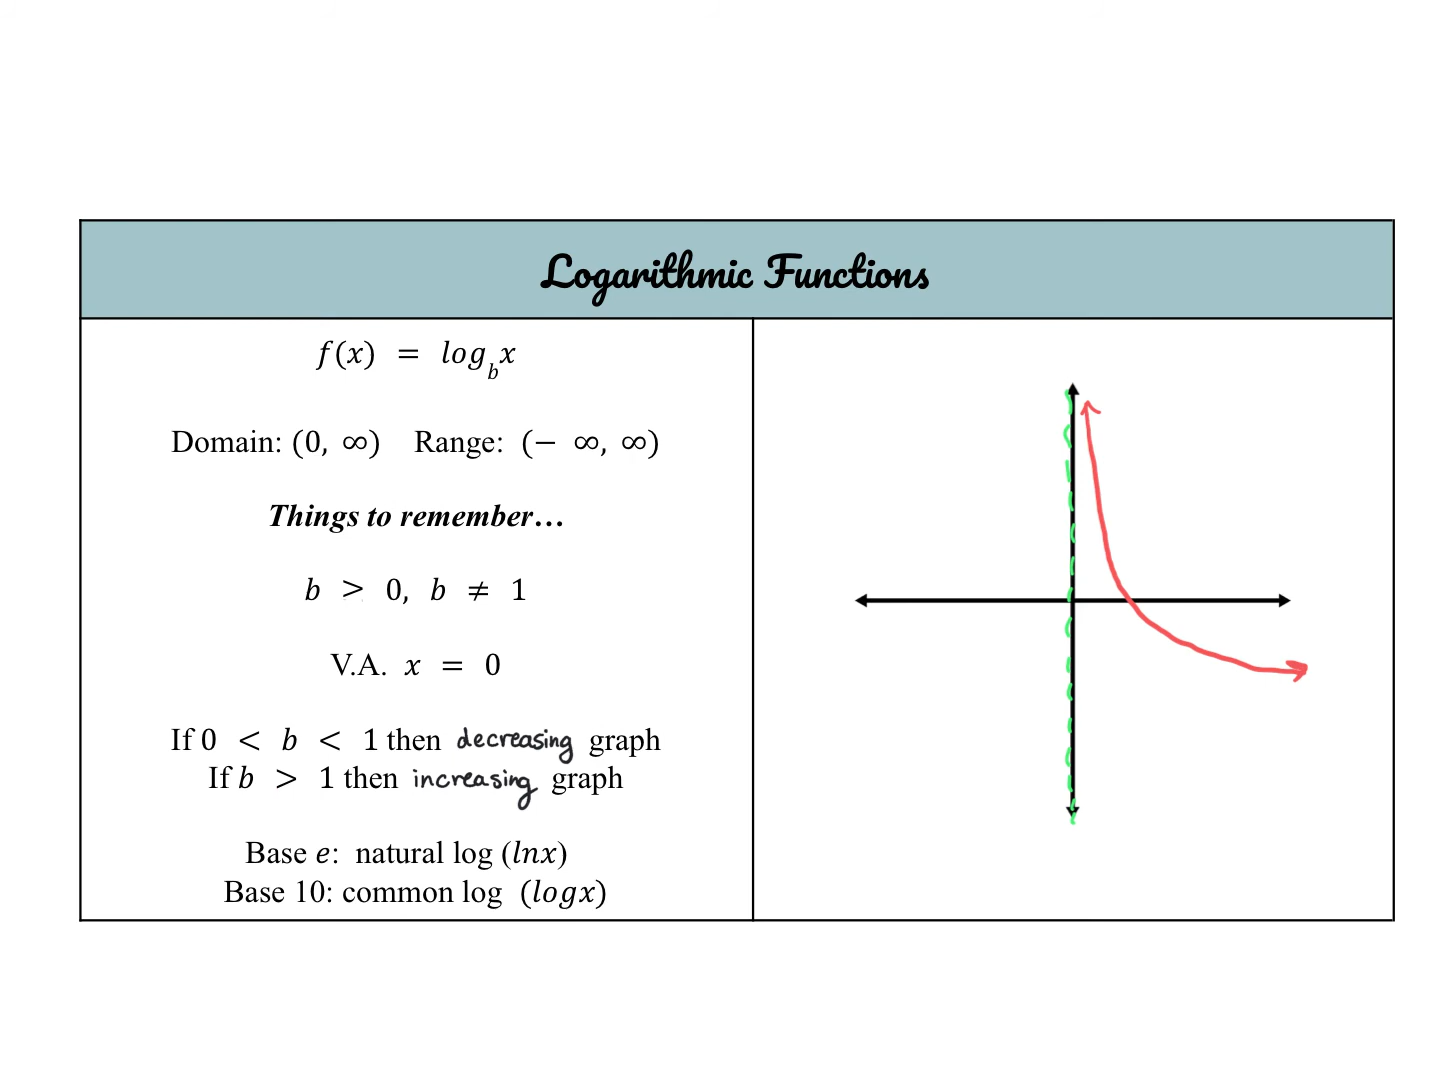 Logarithmic Functions
f(x) = log_b x
Domain: (0, ∞) Range: (− ∞, ∞)
Things to remember…
b > 0, b ≠ 1
V.A. x = 0
If 0 < b < 1 then decreasing graph
If b > 1 then increasing graph
Base e: natural log (lnx)
Base 10: common log (logx)